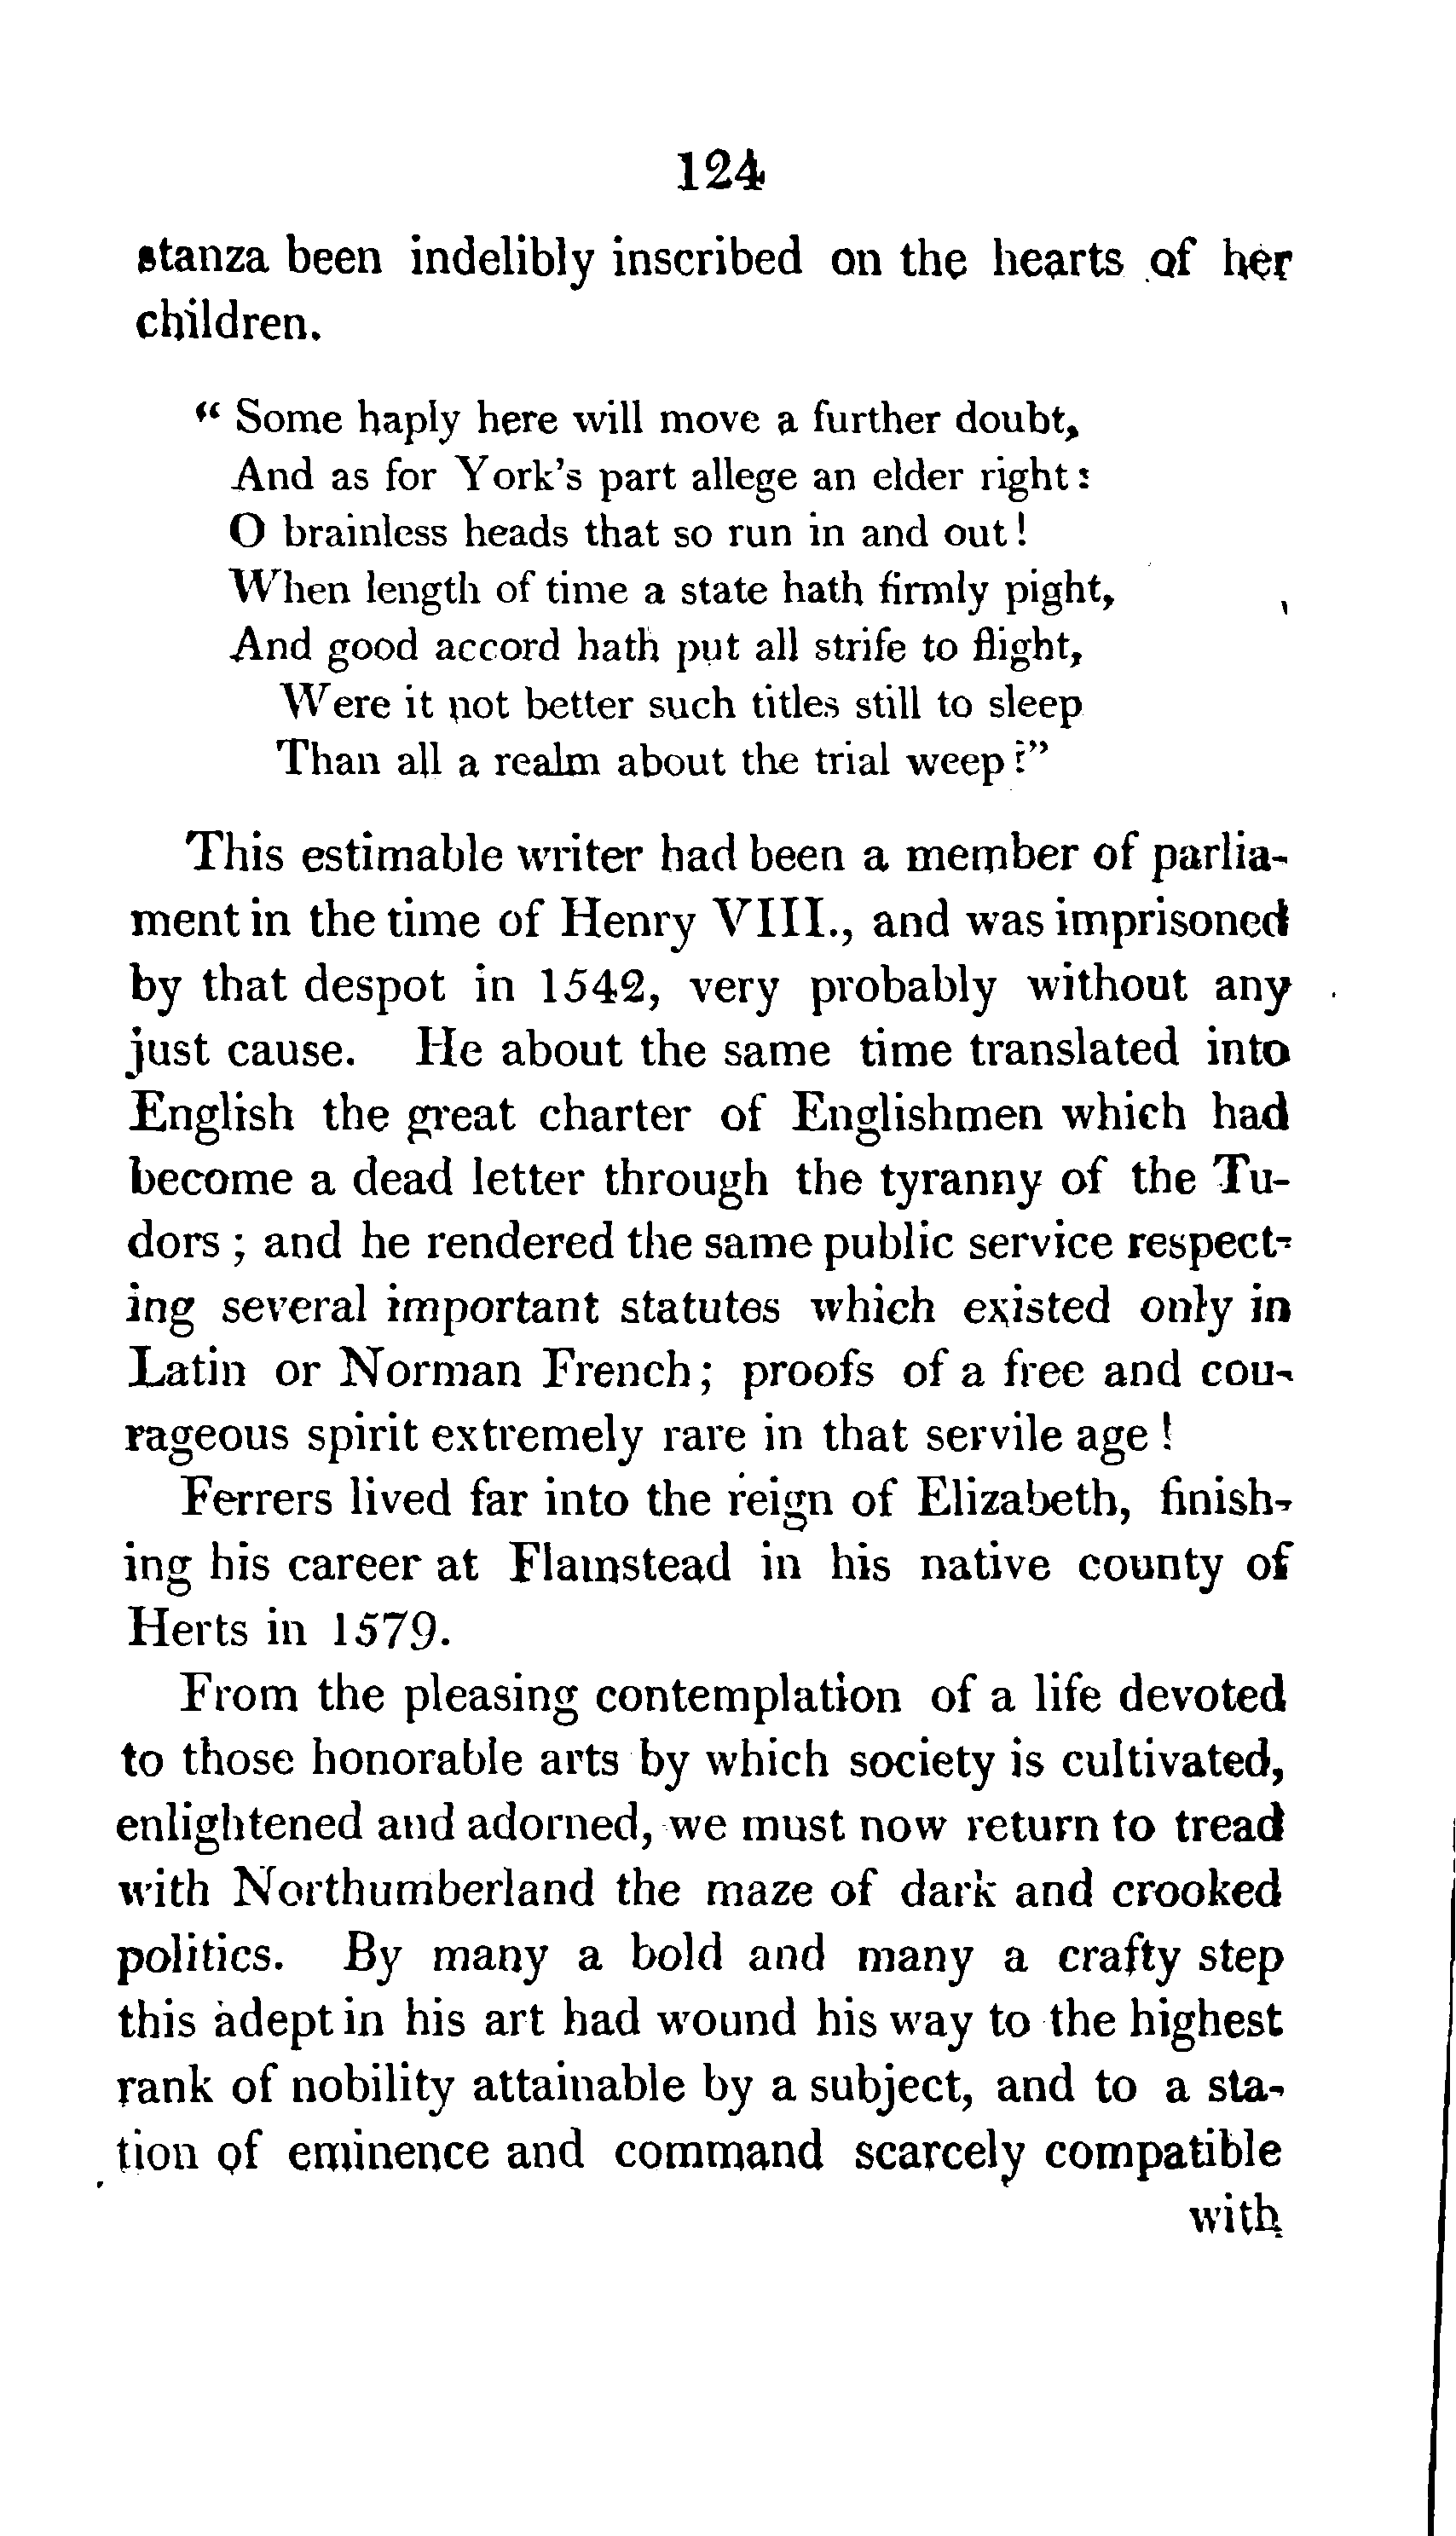 124
stanza been indelibly inscribed on the hearts of her
children.
“ Some haply here will move a further doubt,
And as for York's part allege an elder right:
O brainless heads that so run in and out!
When length of time a state hath firmly pight,
And good accord hath put all strife to flight,
Were it not better such titles still to sleep
Than all a realm about the trial weep?”
This estimable writer had been a member of parlia-
ment in the time of Henry VIII., and was imprisoned
by that despot in 1542, very probably without any
just cause. He about the same time translated into
English the great charter of Englishmen which had
become a dead letter through the tyranny of the Tu-
dors; and he rendered the same public service respect-
ing several important statutes which existed only in
Latin or Norman French; proofs of a free and cou-
rageous spirit extremely rare in that servile age!
Ferrers lived far into the reign of Elizabeth, finish-
ing his career at Flamstead in his native county of
Herts in 1579.
From the pleasing contemplation of a life devoted
to those honorable arts by which society is cultivated,
enlightened and adorned, we must now return to tread
with Northumberland the maze of dark and crooked
politics. By many a bold and many a crafty step
this adept in his art had wound his way to the highest
rank of nobility attainable by a subject, and to a sta-
tion of eminence and command scarcely compatible
with